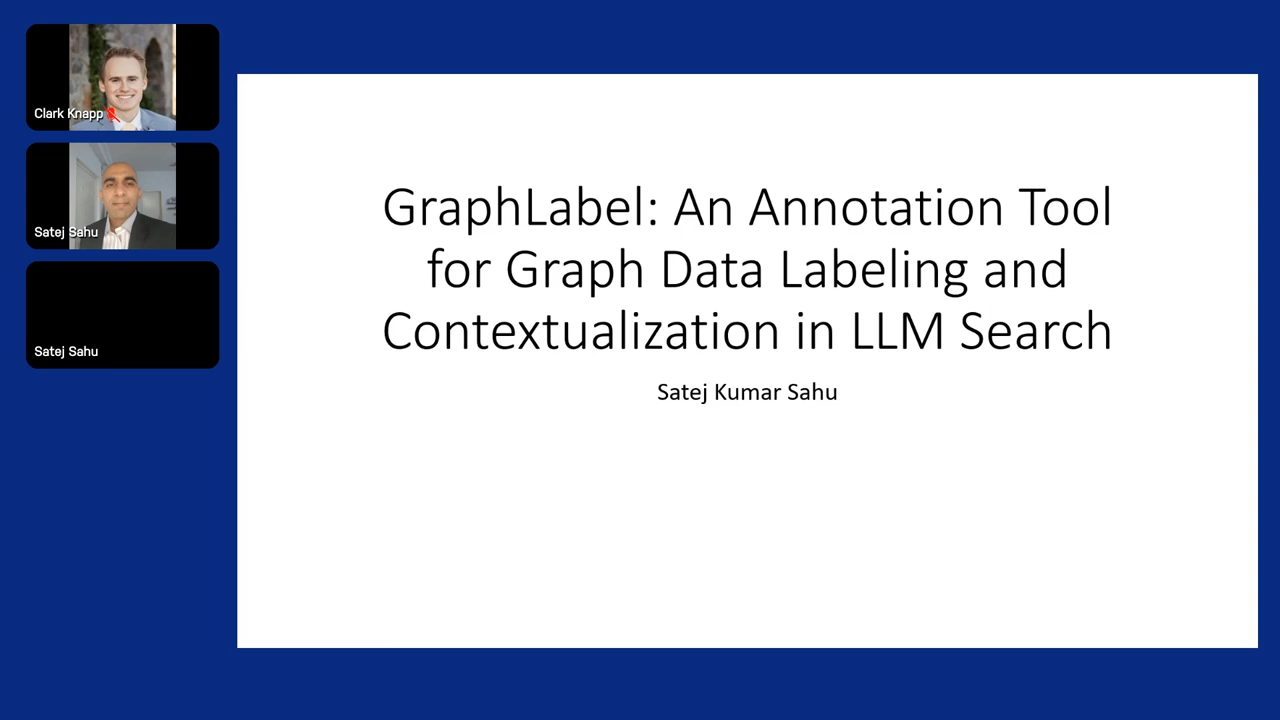 Clark Knapp
Satej Sahu
Satej Sahu
GraphLabel: An Annotation Tool
for Graph Data Labeling and
Contextualization in LLM Search
Satej Kumar Sahu